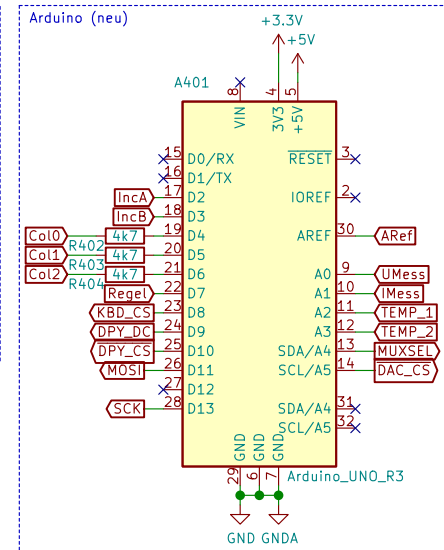 Arduino (neu)
+3.3V
+5V
A401
8 4 5
VIN 3V3 +5V
15 D0/RX RESET 3
16 D1/TX
IncA 17 D2 IOREF 2
IncB 18 D3
Col0 4k7 19 D4 AREF 30 ARef
R402
Col1 4k7 20 D5
R403
Col2 4k7 21 D6 A0 9 UMess
R404
Regel 22 D7 A1 10 IMess
KBD_CS 23 D8 A2 11 TEMP_1
DPY_DC 24 D9 A3 12 TEMP_2
DPY_CS 25 D10 SDA/A4 13 MUXSEL
MOSI 26 D11 SCL/A5 14 DAC_CS
27 D12
SCK 28 D13 SDA/A4 31
SCL/A5 32
GND GND GND
29 6 7
Arduino_UNO_R3
GND GNDA